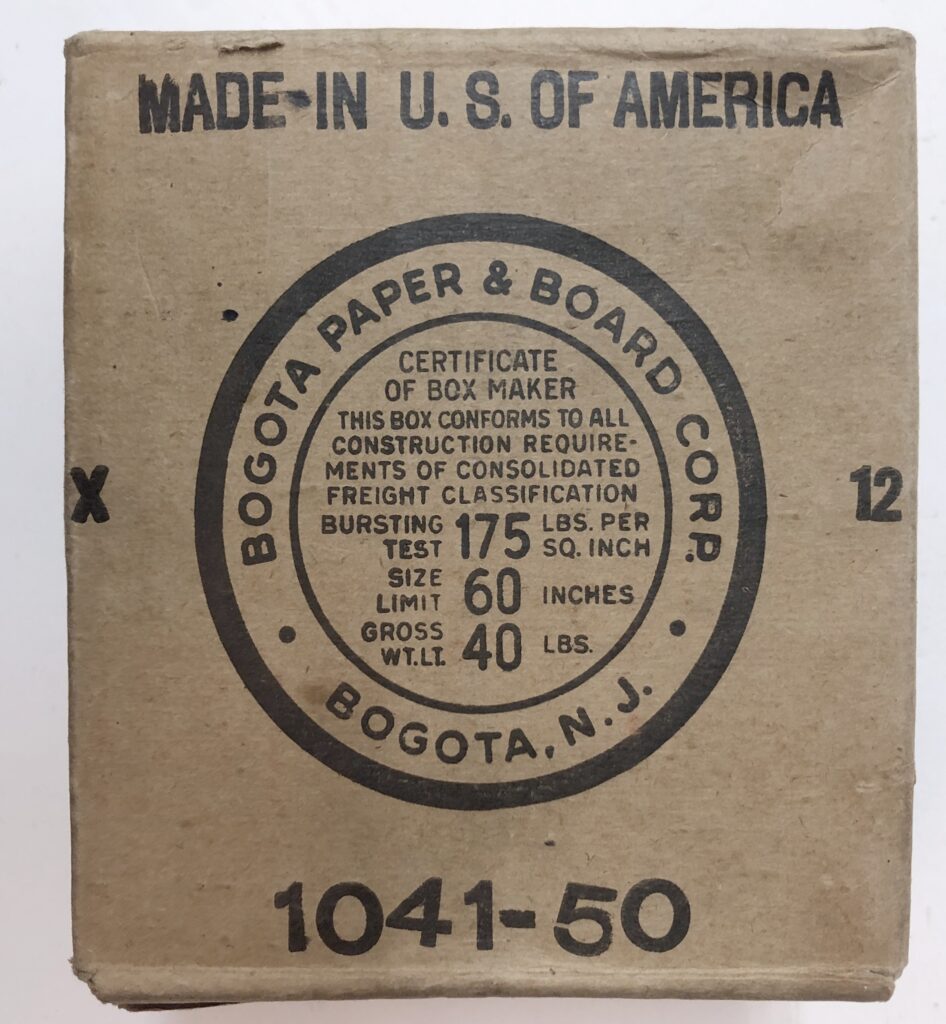 MADE-IN U. S. OF AMERICA
BOGOTA PAPER & BOARD CORP.
CERTIFICATE
OF BOX MAKER
THIS BOX CONFORMS TO ALL
CONSTRUCTION REQUIRE-
MENTS OF CONSOLIDATED
FREIGHT CLASSIFICATION
BURSTING TEST 175 LBS. PER SQ. INCH
SIZE LIMIT 60 INCHES
GROSS WT.LT. 40 LBS.
BOGOTA, N. J.
X
12
1041-50